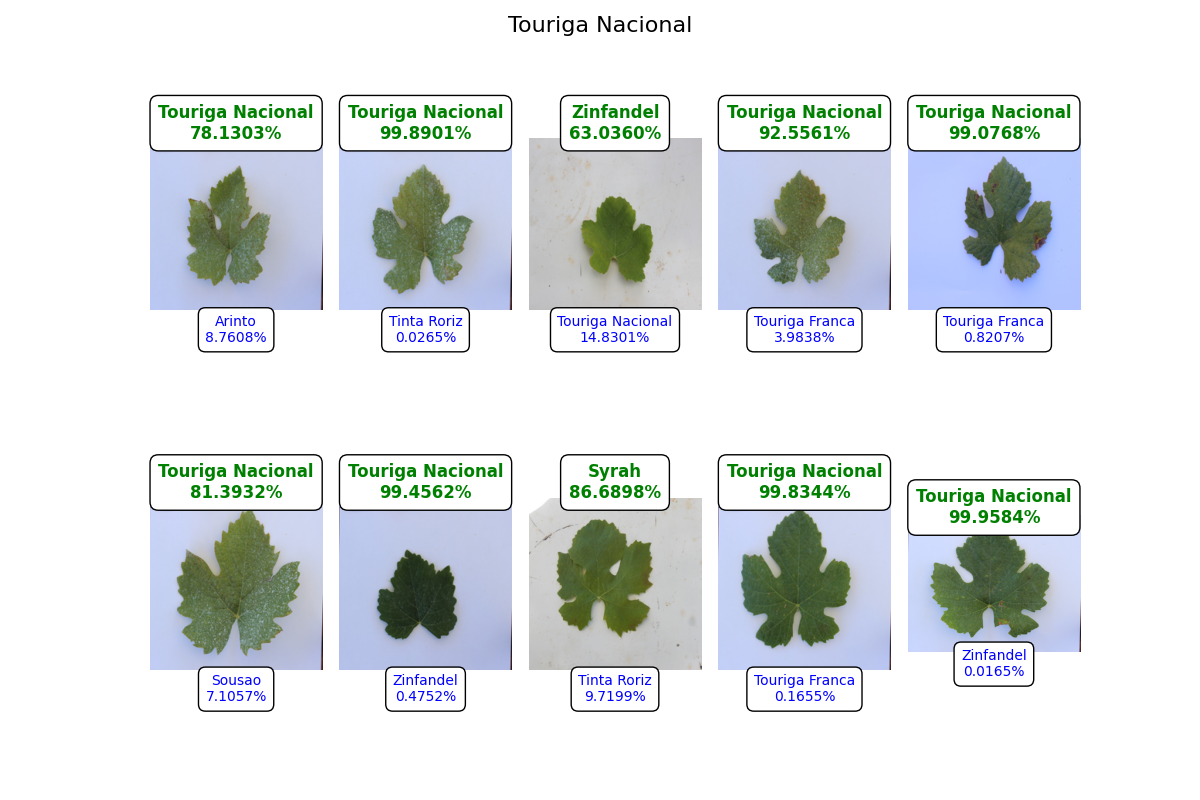 Touriga Nacional
Touriga Nacional
78.1303%
Touriga Nacional
99.8901%
Zinfandel
63.0360%
Touriga Nacional
92.5561%
Touriga Nacional
99.0768%
Arinto
8.7608%
Tinta Roriz
0.0265%
Touriga Nacional
14.8301%
Touriga Franca
3.9838%
Touriga Franca
0.8207%
Touriga Nacional
81.3932%
Touriga Nacional
99.4562%
Syrah
86.6898%
Touriga Nacional
99.8344%
Touriga Nacional
99.9584%
Sousao
7.1057%
Zinfandel
0.4752%
Tinta Roriz
9.7199%
Touriga Franca
0.1655%
Zinfandel
0.0165%